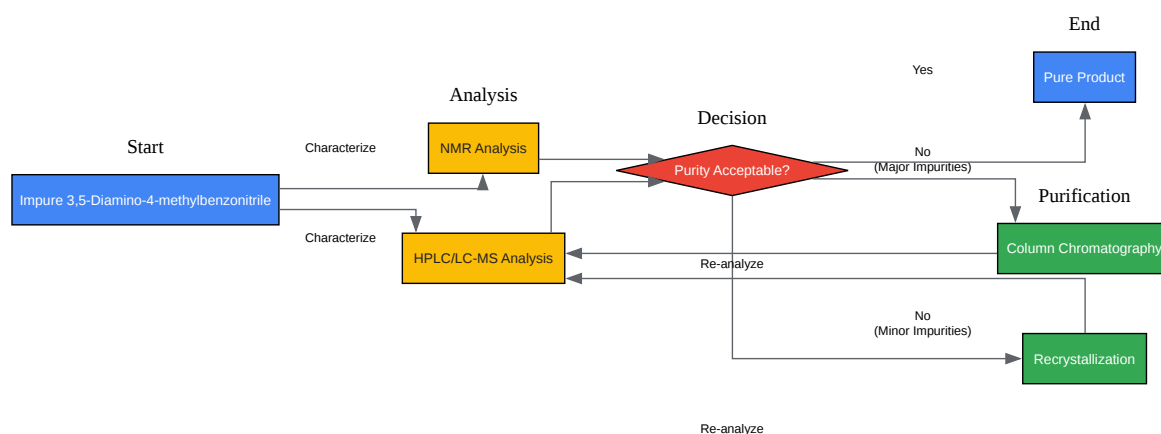 End
Yes
Pure Product
Analysis
Decision
Start
Characterize
NMR Analysis
No
(Major Impurities)
Purity Acceptable?
Impure 3,5-Diamino-4-methylbenzonitrile
Purification
Characterize
HPLC/LC-MS Analysis
Column Chromatography
Re-analyze
No
(Minor Impurities)
Recrystallization
Re-analyze